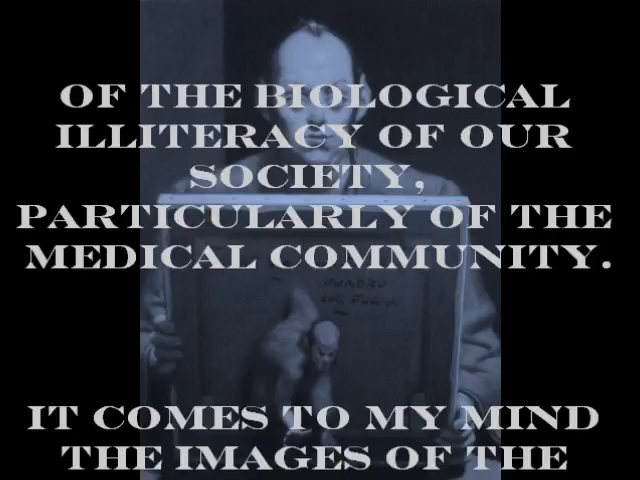 OF THE BIOLOGICAL
ILLITERACY OF OUR
SOCIETY,
PARTICULARLY OF THE
MEDICAL COMMUNITY.
IT COMES TO MY MIND
THE IMAGES OF THE